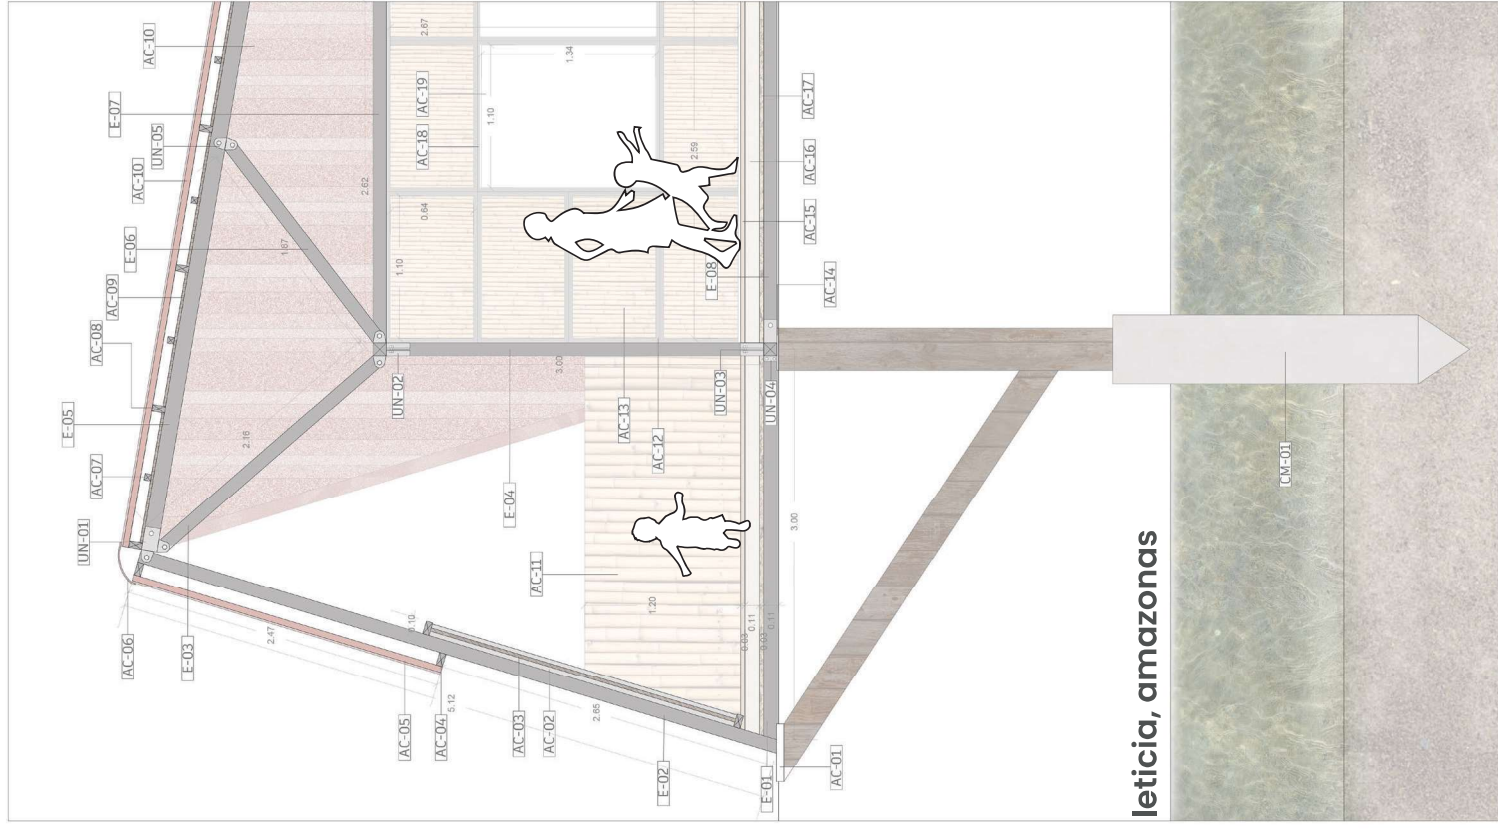 E-05
UN-01
AC-07
AC-08
AC-09
E-07
AC-06
E-06
AC-10
AC-10
UN-05
E-03
2.16
2.47
1.87
2.62
UN-02
1.10
AC-05
0.10
AC-18
AC-19
0.64
2.67
AC-04
5.12
1.10
E-04
AC-03
AC-11
AC-02
3.00
1.34
2.65
AC-13
1.20
AC-12
E-02
2.59
E-08
UN-03
0.03
0.11
0.03
E-01
UN-04
0.11
3.00
AC-17
AC-16
AC-15
AC-14
AC-01
leticia, amazonas
CM-01